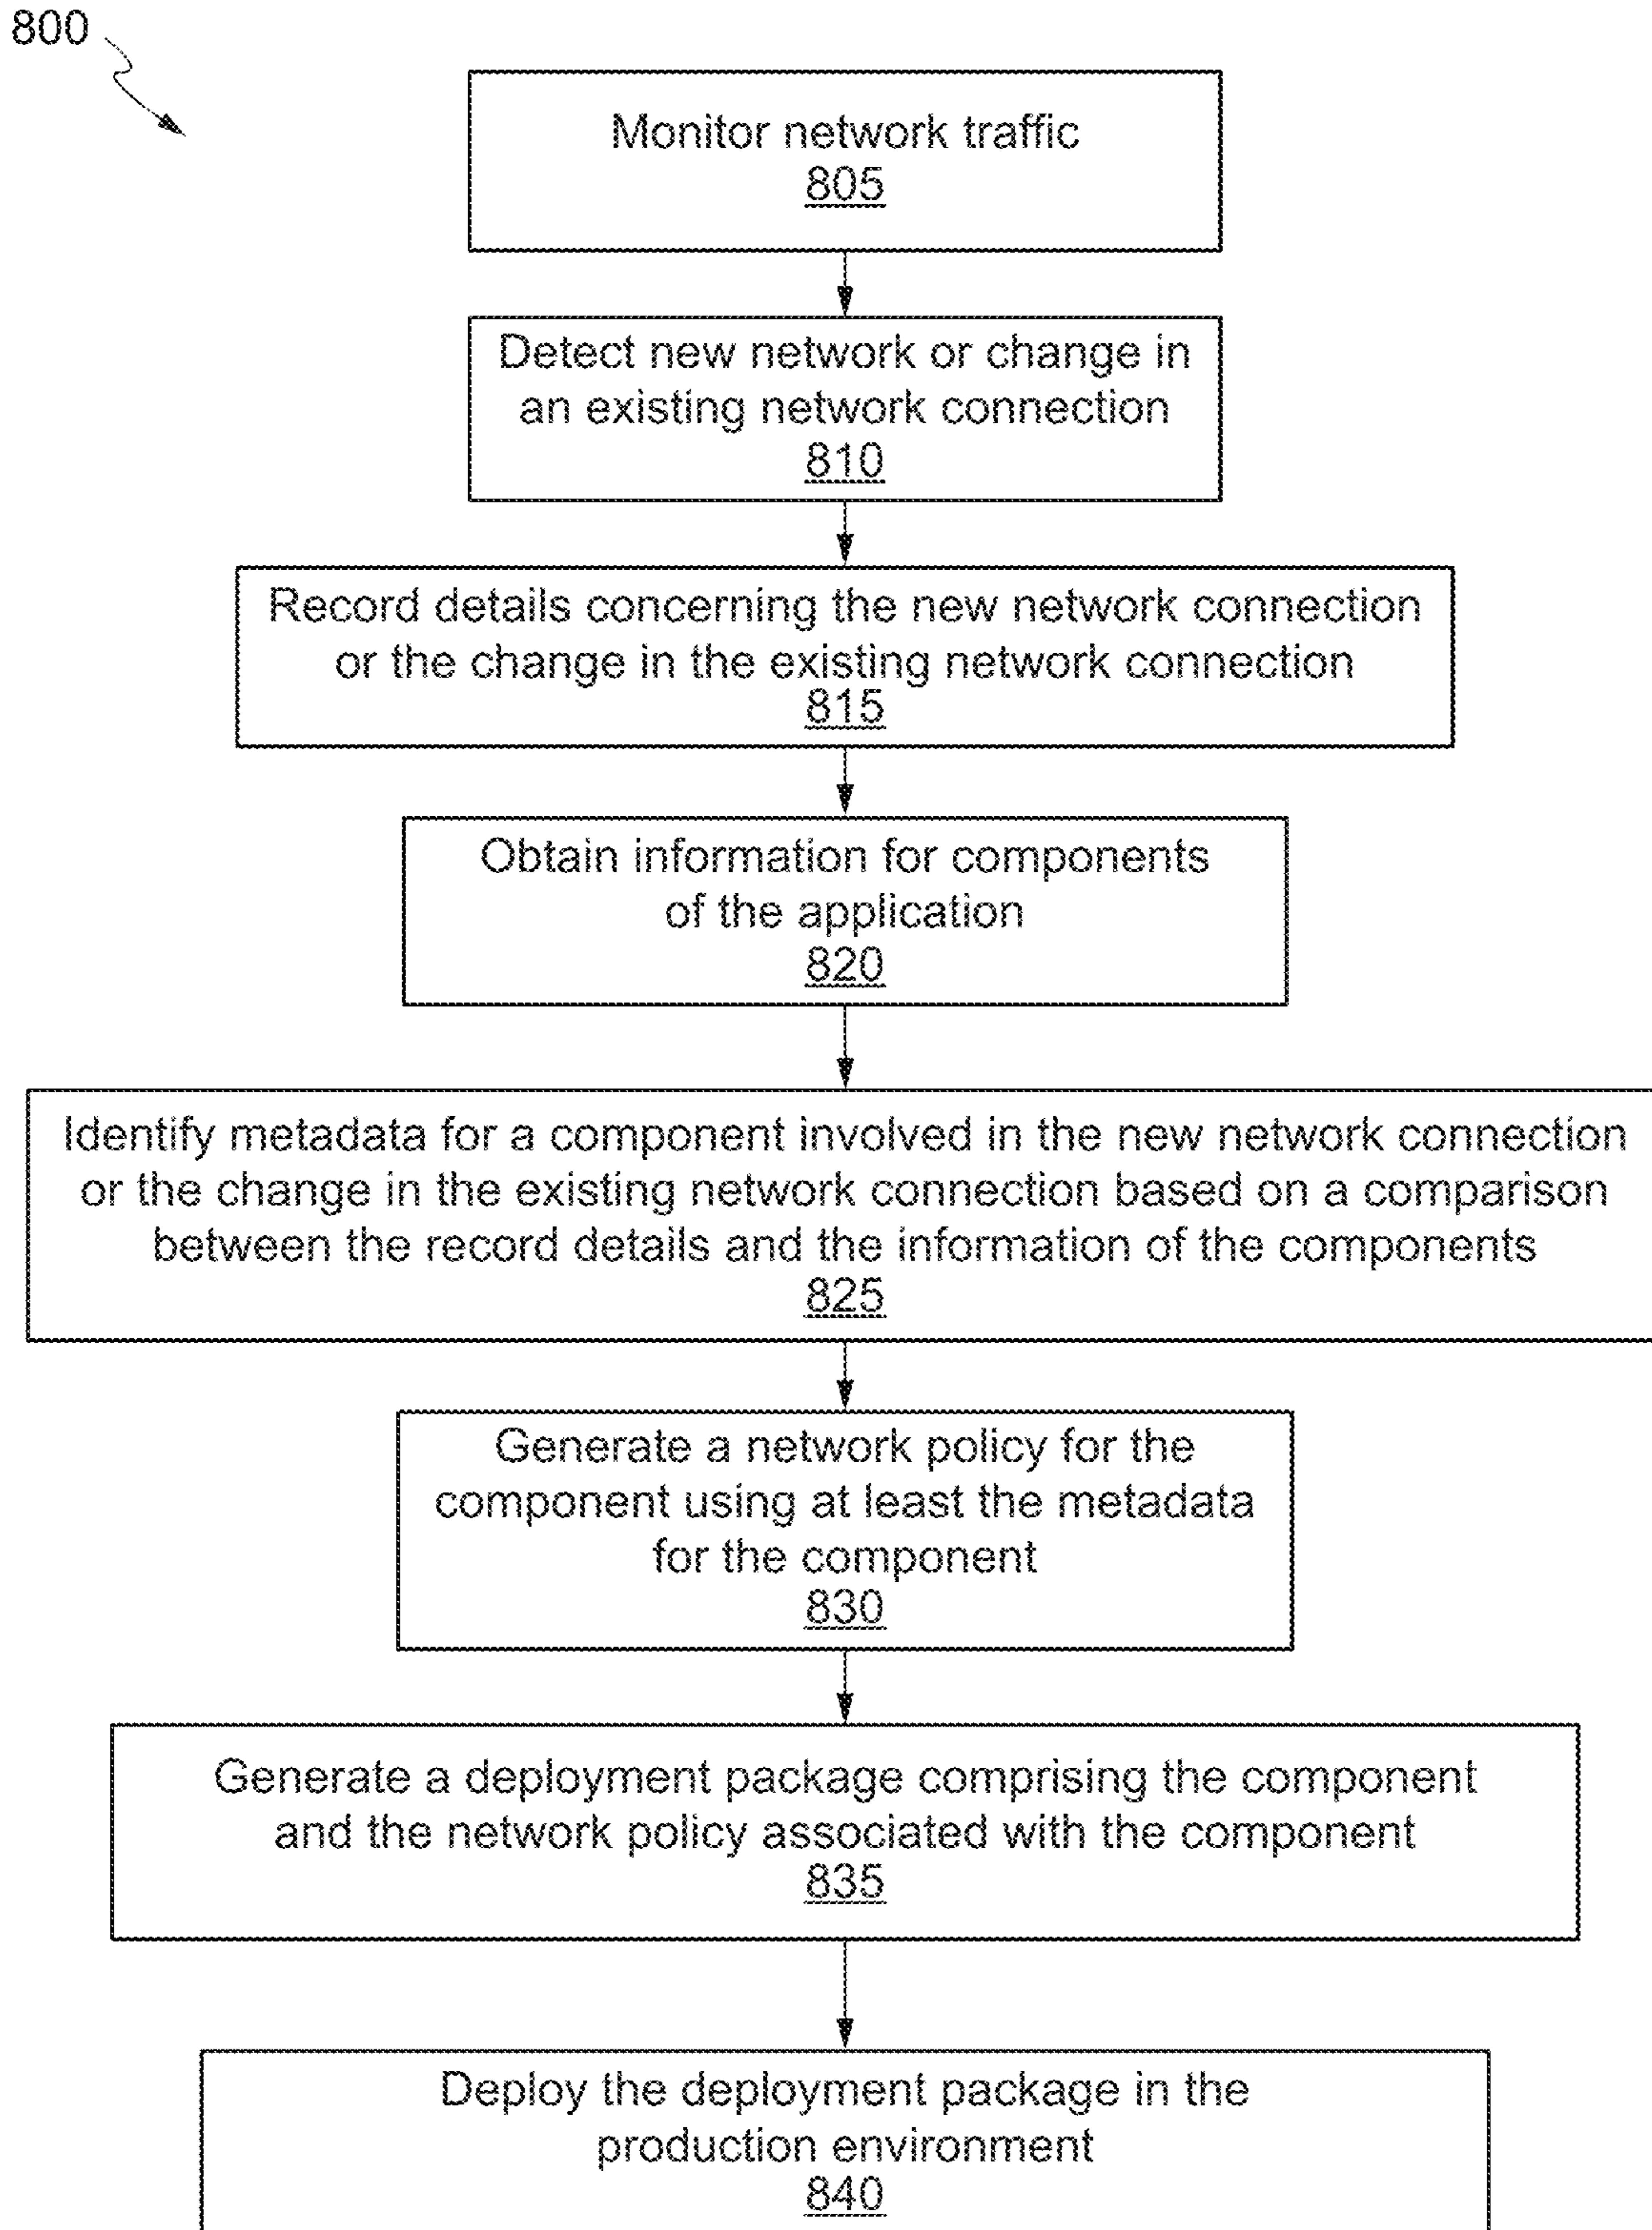 800
Monitor network traffic
805
Detect new network or change in
an existing network connection
810
Record details concerning the new network connection
or the change in the existing network connection
815
Obtain information for components
of the application
820
Identify metadata for a component involved in the new network connection
or the change in the existing network connection based on a comparison
between the record details and the information of the components
825
Generate a network policy for the
component using at least the metadata
for the component
830
Generate a deployment package comprising the component
and the network policy associated with the component
835
Deploy the deployment package in the
production environment
840